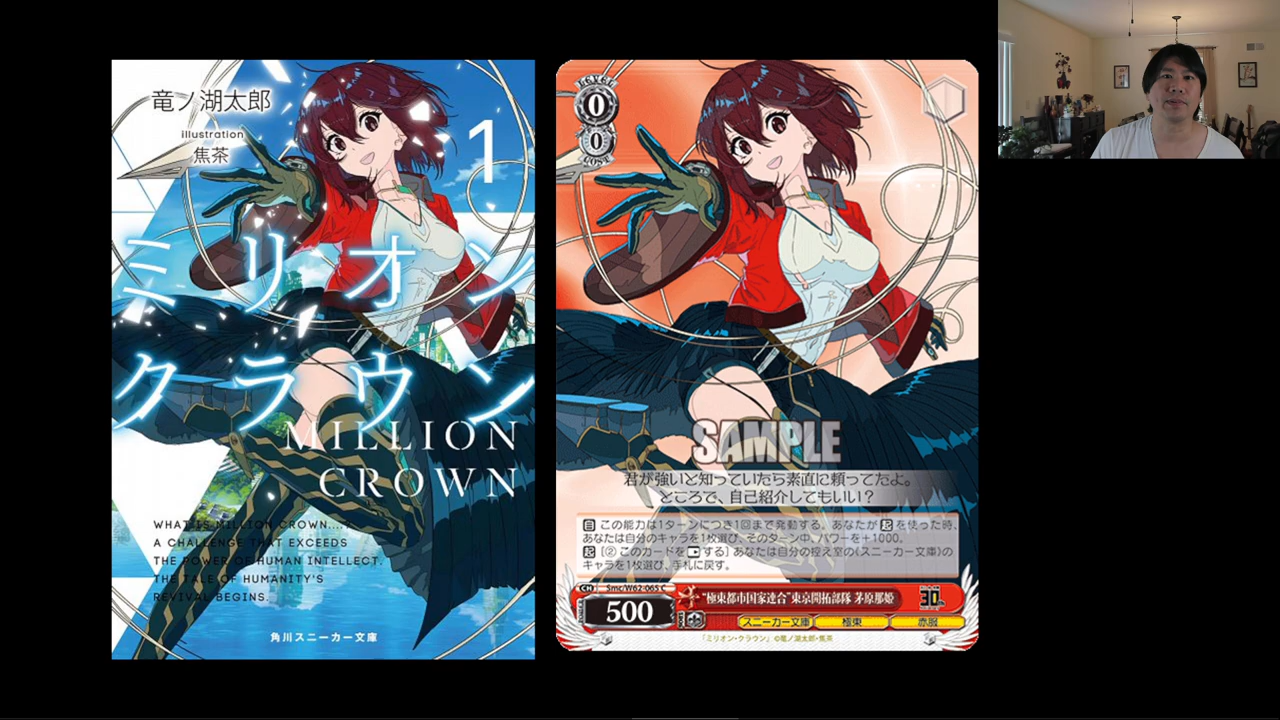 竜ノ湖太郎
illustration
焦茶
1
ミリオン
クラウン
MILLION
CROWN
WHAT IS MILLION CROWN....?
A CHALLENGE THAT EXCEEDS
THE POWER OF HUMAN INTELLECT.
THE TALE OF HUMANITY'S
REVIVAL BEGINS.
角川スニーカー文庫
LEVEL
0
0
COST
SAMPLE
君が強いと知っていたら素直に頼ってたよ。
ところで、自己紹介してもいい？
自 この能力は1ターンにつき1回まで発動する。あなたが起を使った時、
あなたは自分のキャラを1枚選び、そのターン中、パワーを＋1000。
起 [② このカードをする] あなたは自分の控え室の《スニーカー文庫》の
キャラを1枚選び、手札に戻す。
CH Smc/W62-065 C
500
"極東都市国家連合"東京開拓部隊 茅原那姫
30
スニーカー文庫 極東 赤服
「ミリオン・クラウン」 ©竜ノ湖太郎・焦茶